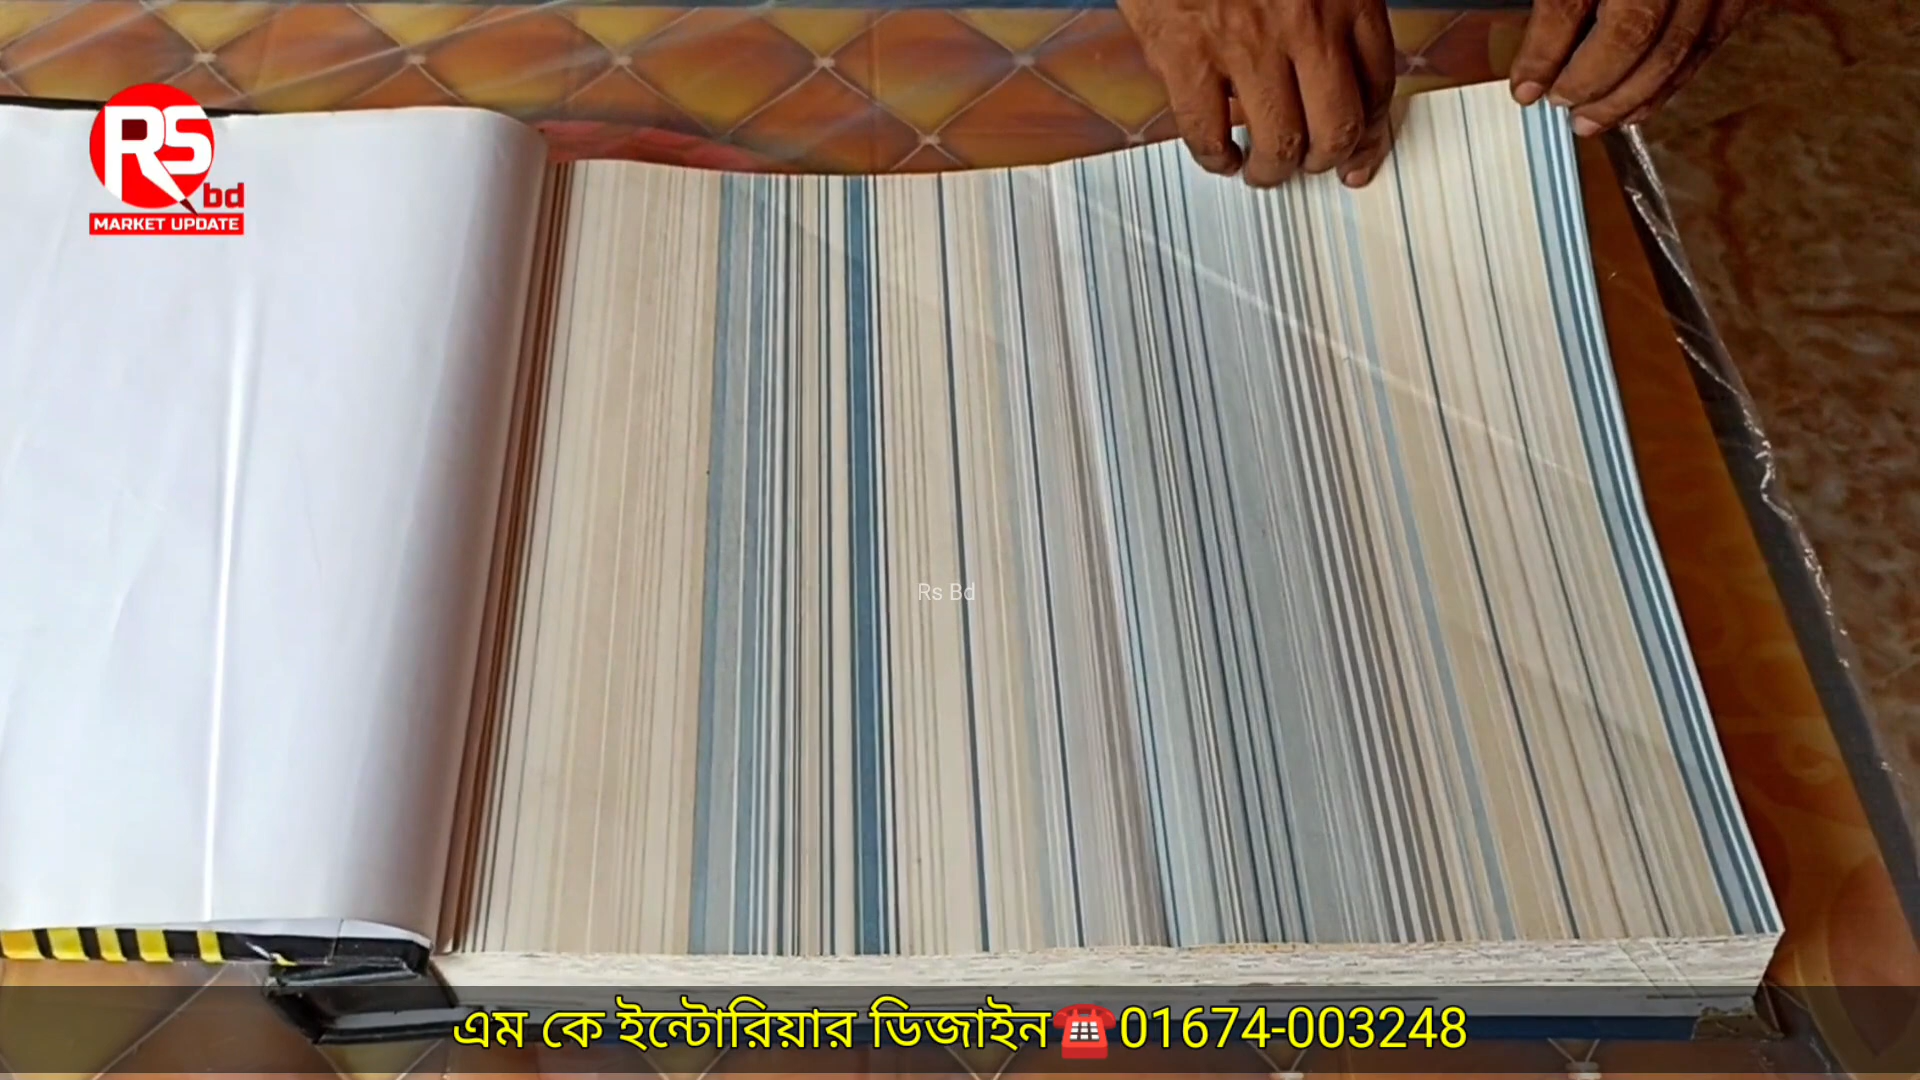 RS
bd
MARKET UPDATE
Rs Bd
এম কে ইন্টোরিয়ার ডিজাইন☎️01674-003248